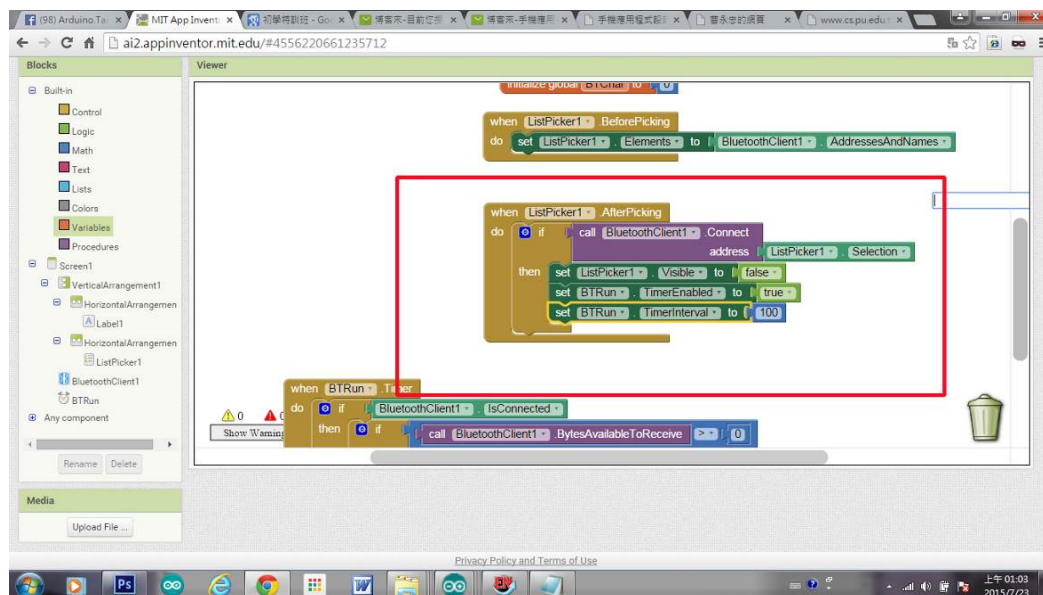 (98) Arduino.Ta
MIT App Invento
初學特訓班 - Goo
博客來-目前您
博客來-手機應用
手機應用程式設
曹永忠的網頁
www.cs.pu.edu.t
ai2.appinventor.mit.edu/#4556220661235712
Blocks
Viewer
Built-in
Control
Logic
Math
Text
Lists
Colors
Variables
Procedures
Screen1
VerticalArrangement1
HorizontalArrangemen
Label1
HorizontalArrangemen
ListPicker1
BluetoothClient1
BTRun
Any component
Rename Delete
Media
Upload File ...
initialize global BTChar to 0
when ListPicker1 .BeforePicking
do set ListPicker1 . Elements to BluetoothClient1 . AddressesAndNames
when ListPicker1 .AfterPicking
do if call BluetoothClient1 .Connect
address ListPicker1 . Selection
then set ListPicker1 . Visible to false
set BTRun . TimerEnabled to true
set BTRun . TimerInterval to 100
when BTRun .Timer
do if BluetoothClient1 . IsConnected
then if call BluetoothClient1 .BytesAvailableToReceive > 0
0 0
Show Warning
Privacy Policy and Terms of Use
Ps
上午 01:03
2015/7/23